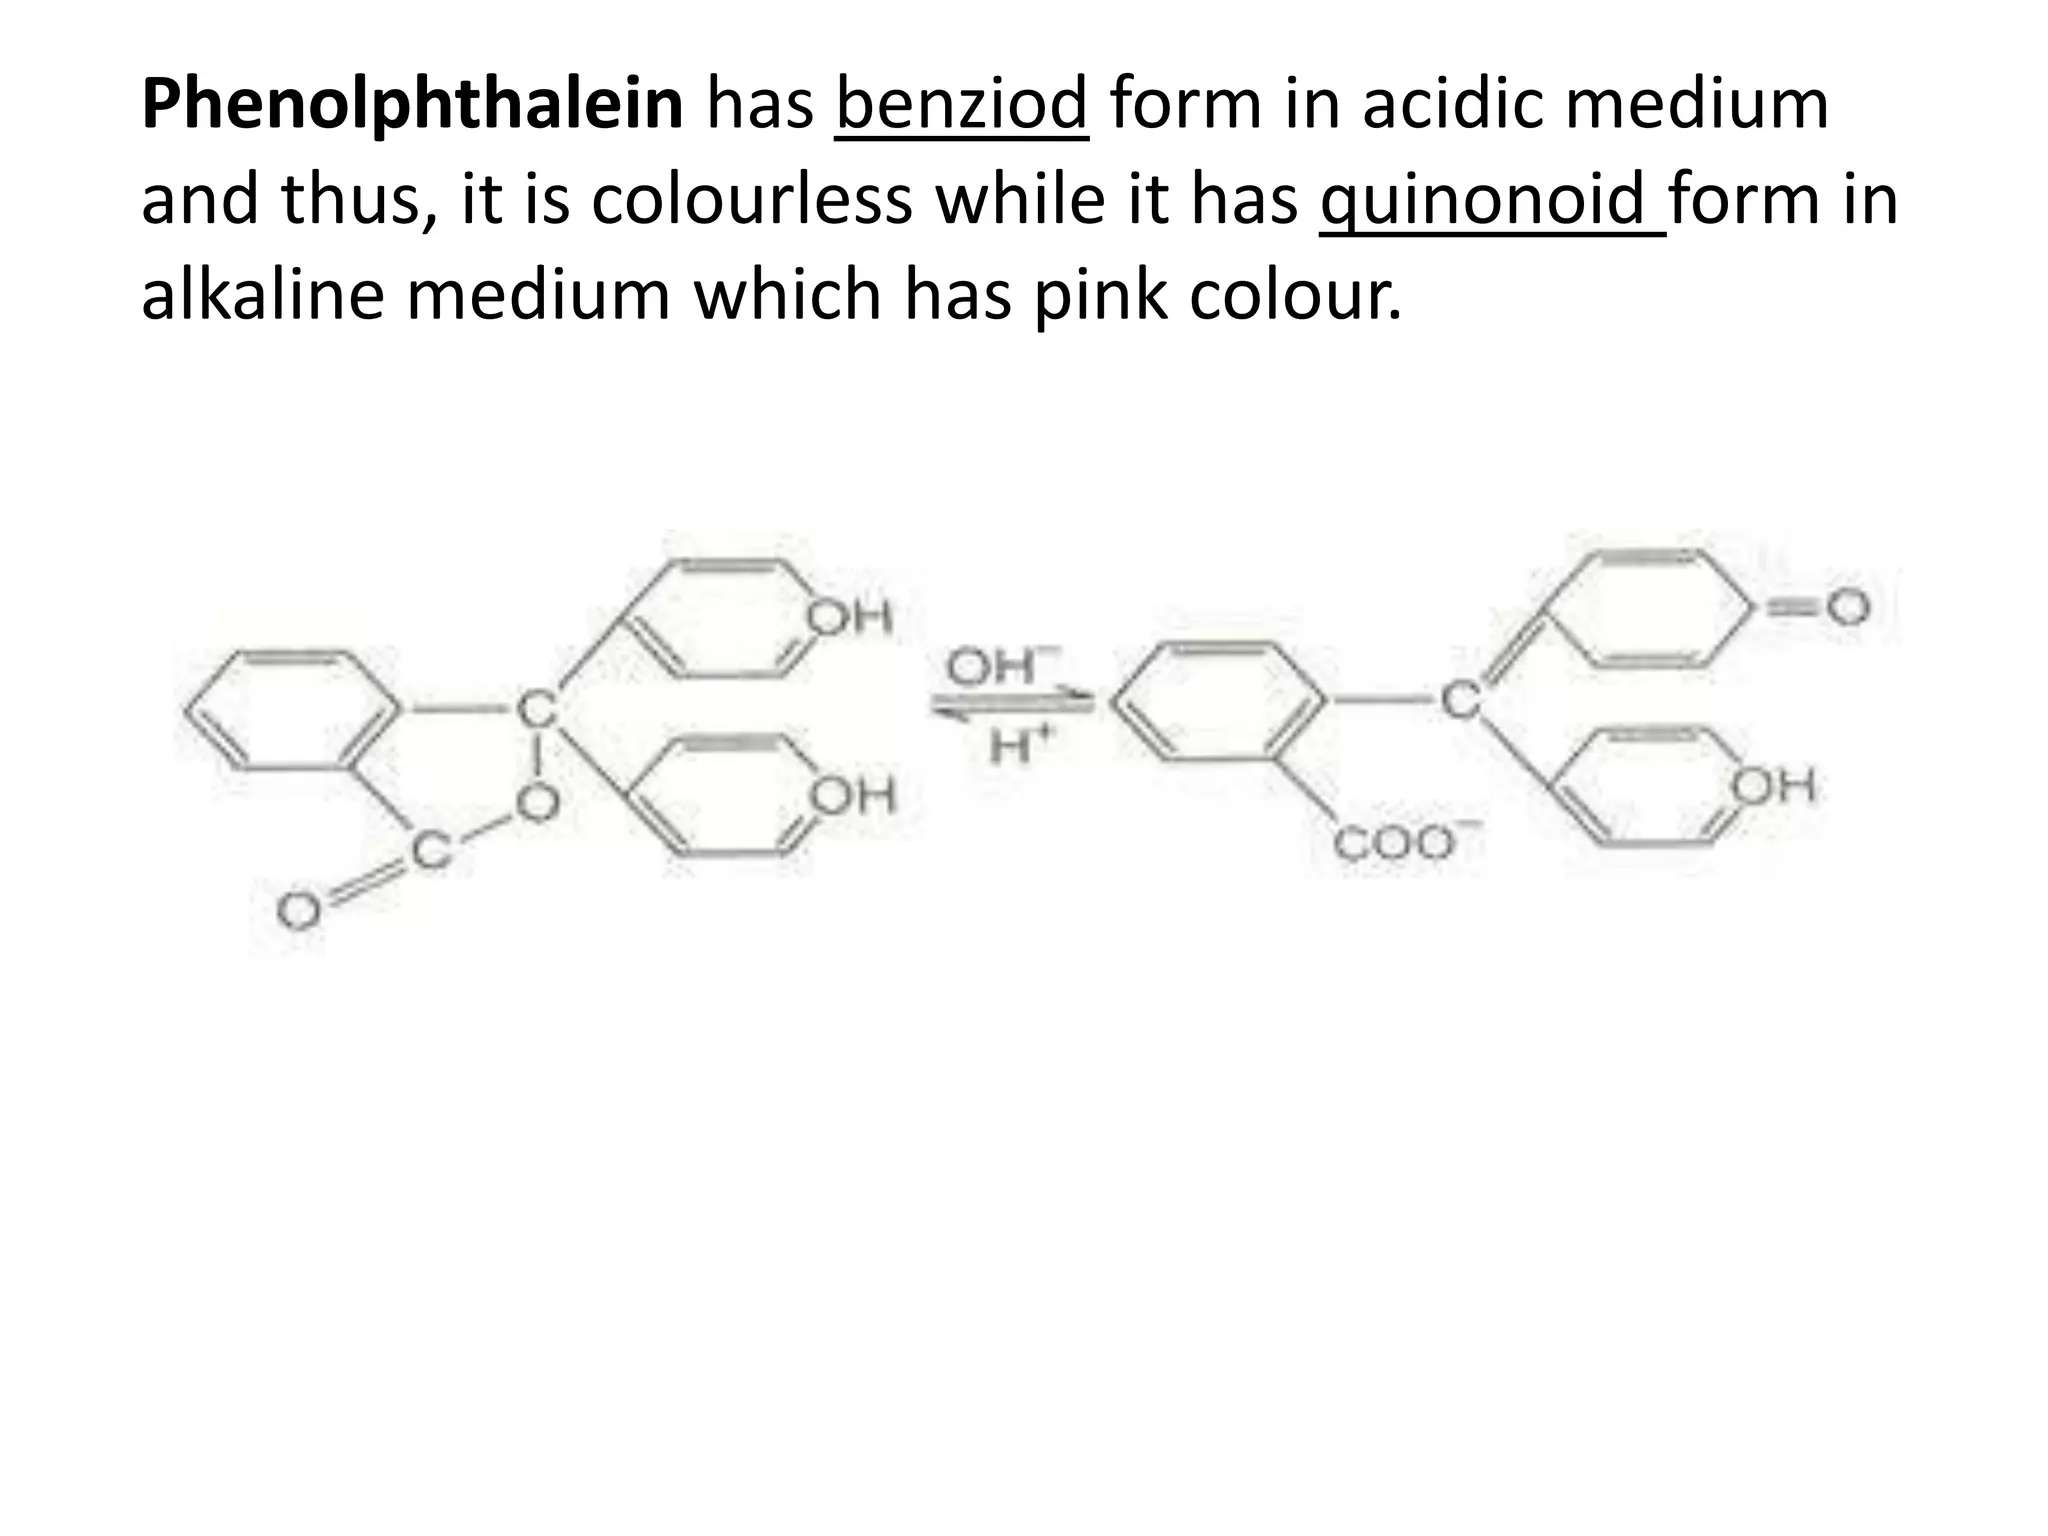 Phenolphthalein has benziod form in acidic medium
and thus, it is colourless while it has quinonoid form in
alkaline medium which has pink colour.
OH
OH
C
O
C
O
OH⁻
H⁺
O
C
OH
COO⁻